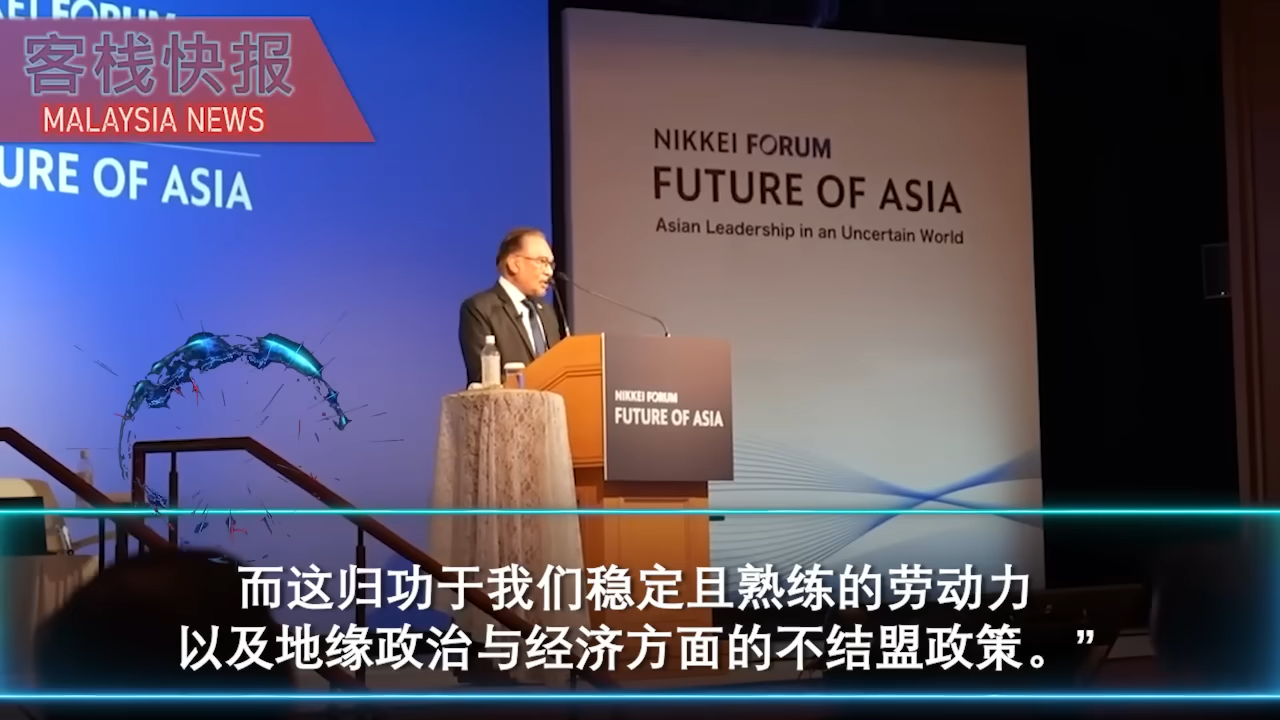 KEI FORUM
客栈快报
MALAYSIA NEWS
URE OF ASIA
NIKKEI FORUM
FUTURE OF ASIA
Asian Leadership in an Uncertain World
NIKKEI FORUM
FUTURE OF ASIA
而这归功于我们稳定且熟练的劳动力
以及地缘政治与经济方面的不结盟政策。”